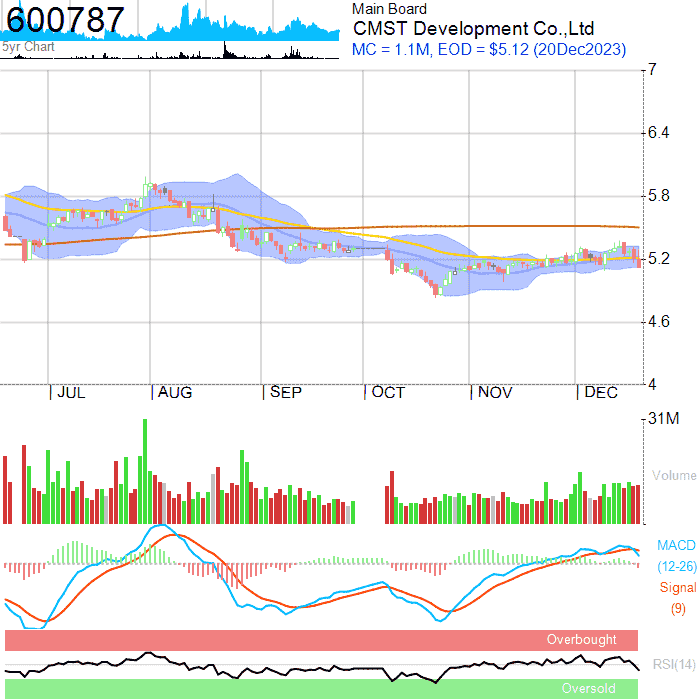 600787
5yr Chart
Main Board
CMST Development Co.,Ltd
MC = 1.1M, EOD = $5.12 (20Dec2023)
7
6.4
5.8
5.2
4.6
4
JUL AUG SEP OCT NOV DEC
31M
Volume
MACD
(12-26)
Signal
(9)
Overbought
RSI(14)
Oversold